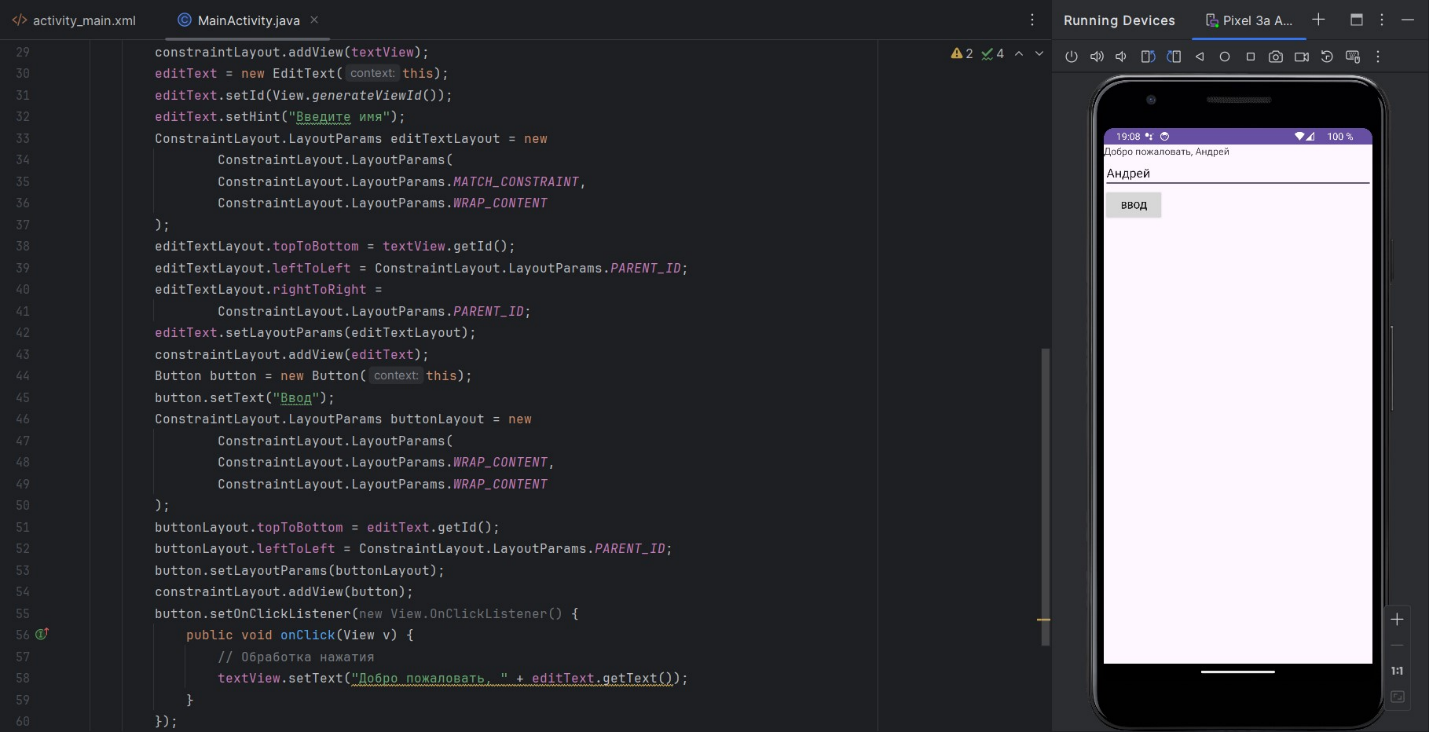 activity_main.xml
MainActivity.java
Running Devices
Pixel 3a A...
2 4
29 constraintLayout.addView(textView);
30 editText = new EditText( context: this);
31 editText.setId(View.generateViewId());
32 editText.setHint("Введите имя");
33 ConstraintLayout.LayoutParams editTextLayout = new
34 ConstraintLayout.LayoutParams(
35 ConstraintLayout.LayoutParams.MATCH_CONSTRAINT,
36 ConstraintLayout.LayoutParams.WRAP_CONTENT
37 );
38 editTextLayout.topToBottom = textView.getId();
39 editTextLayout.leftToLeft = ConstraintLayout.LayoutParams.PARENT_ID;
40 editTextLayout.rightToRight =
41 ConstraintLayout.LayoutParams.PARENT_ID;
42 editText.setLayoutParams(editTextLayout);
43 constraintLayout.addView(editText);
44 Button button = new Button( context: this);
45 button.setText("Ввод");
46 ConstraintLayout.LayoutParams buttonLayout = new
47 ConstraintLayout.LayoutParams(
48 ConstraintLayout.LayoutParams.WRAP_CONTENT,
49 ConstraintLayout.LayoutParams.WRAP_CONTENT
50 );
51 buttonLayout.topToBottom = editText.getId();
52 buttonLayout.leftToLeft = ConstraintLayout.LayoutParams.PARENT_ID;
53 button.setLayoutParams(buttonLayout);
54 constraintLayout.addView(button);
55 button.setOnClickListener(new View.OnClickListener() {
56 public void onClick(View v) {
57 // Обработка нажатия
58 textView.setText("Добро пожаловать, " + editText.getText());
59 }
60 });
19:08
100 %
Добро пожаловать, Андрей
Андрей
ВВОД
1:1